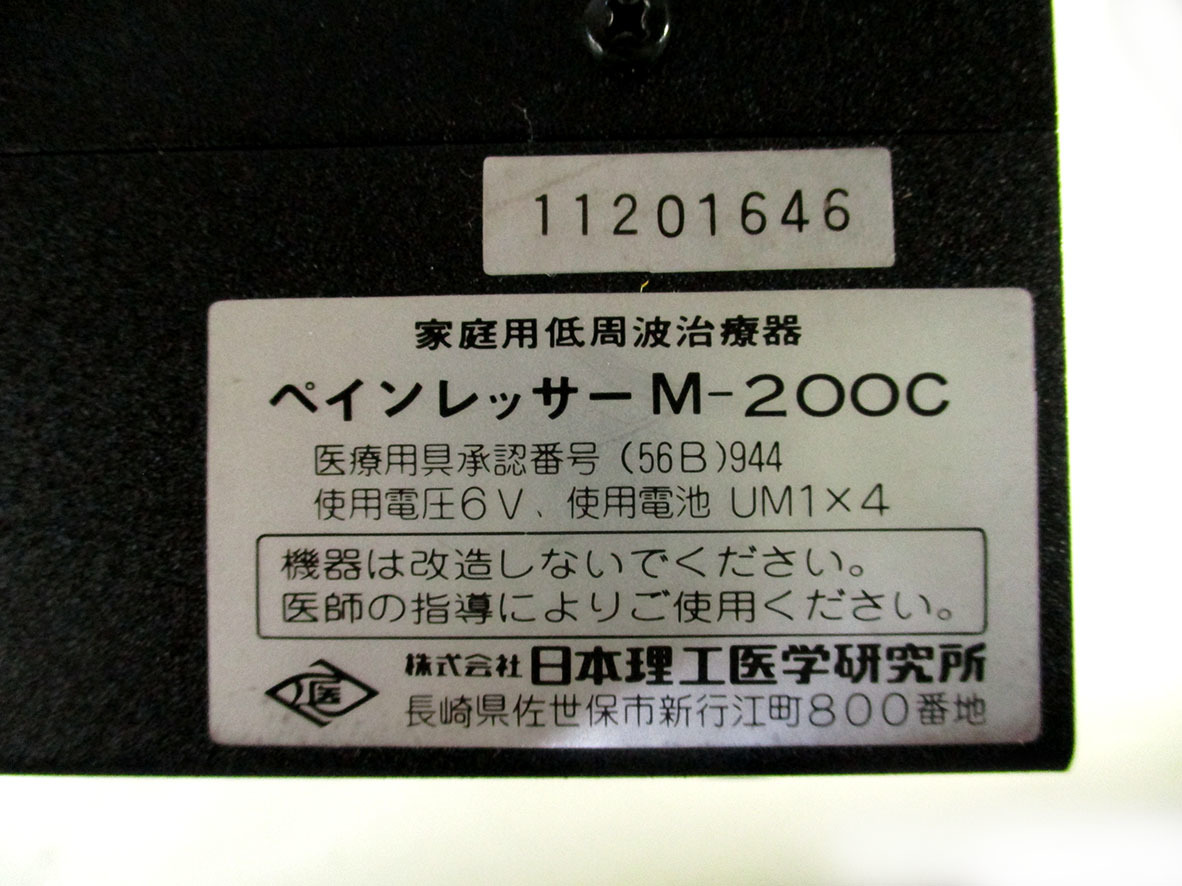 11201646
家庭用低周波治療器
ペインレッサーM-200C
医療用具承認番号(56B)944
使用電圧6V、使用電池 UM1×4
機器は改造しないでください。
医師の指導によりご使用ください。
医
株式会社 日本理工医学研究所
長崎県佐世保市新行江町800番地